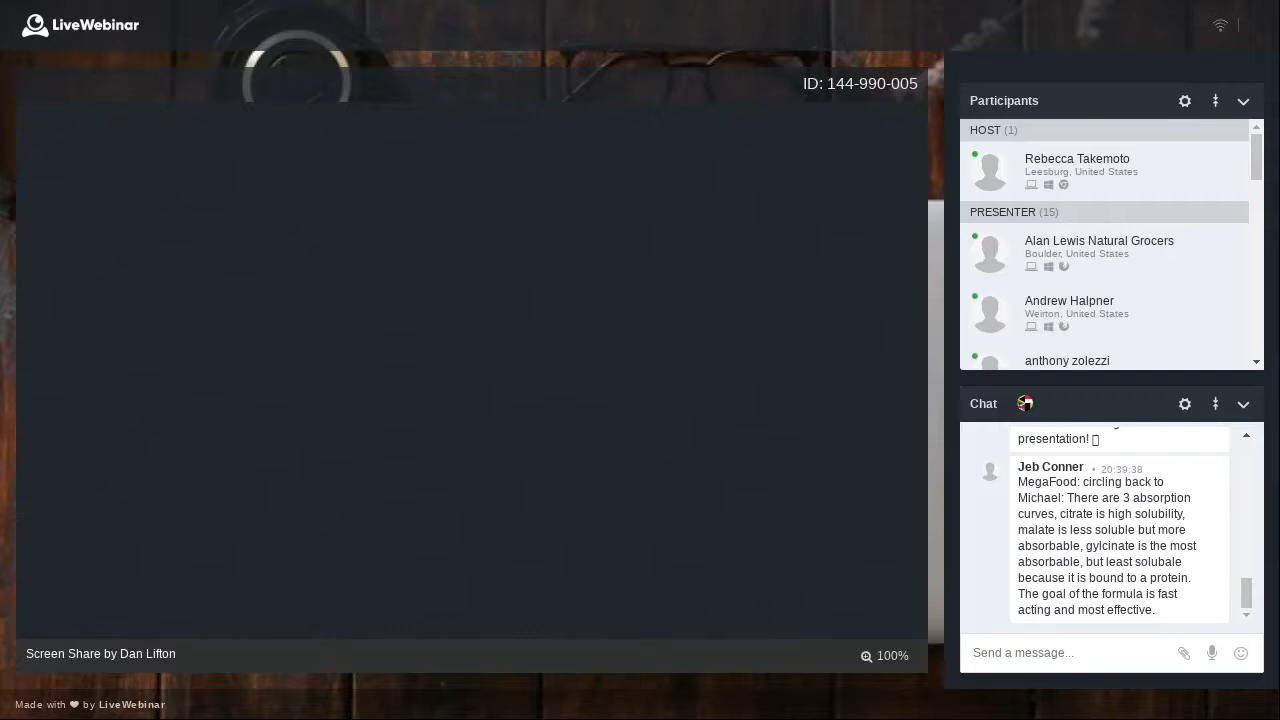 LiveWebinar
ID: 144-990-005
Participants
HOST (1)
Rebecca Takemoto
Leesburg, United States
PRESENTER (15)
Alan Lewis Natural Grocers
Boulder, United States
Andrew Halpner
Weirton, United States
anthony zolezzi
Chat
presentation!
Jeb Conner • 20:39:38
MegaFood: circling back to
Michael: There are 3 absorption
curves, citrate is high solubility,
malate is less soluble but more
absorbable, gylcinate is the most
absorbable, but least solubale
because it is bound to a protein.
The goal of the formula is fast
acting and most effective.
Send a message...
Screen Share by Dan Lifton
100%
Made with ❤ by LiveWebinar